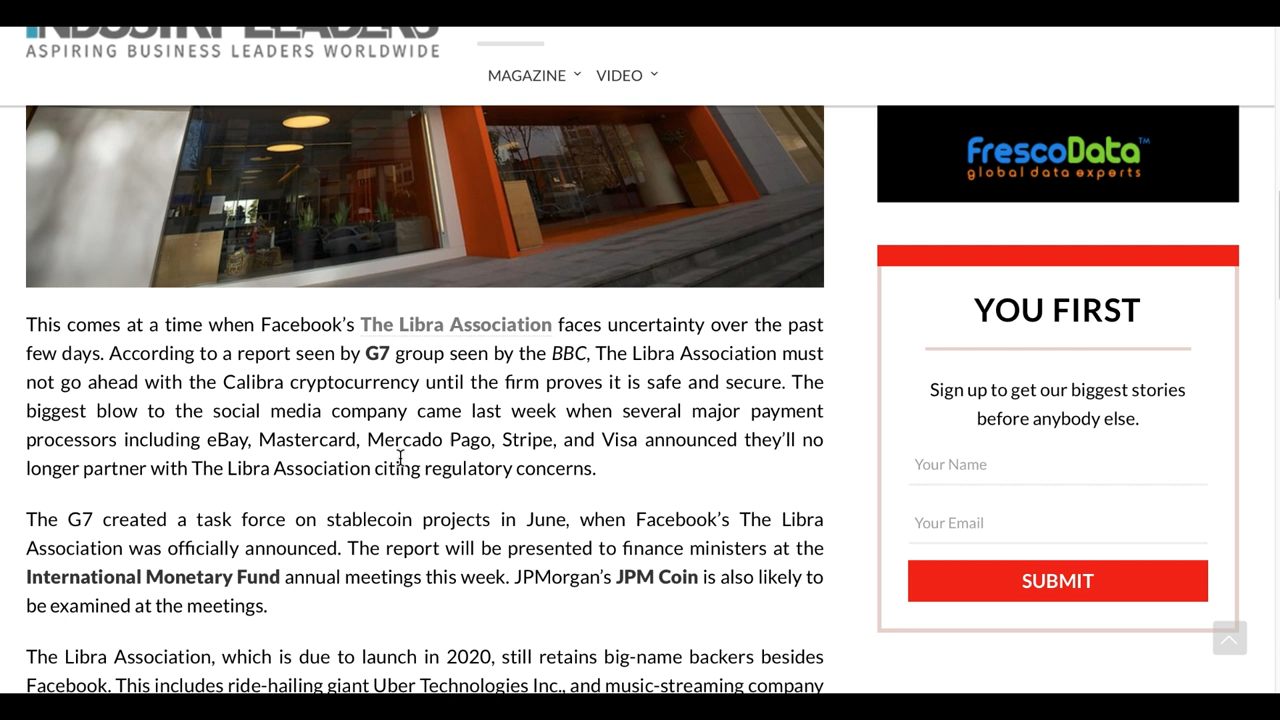 INDUSTRY LEADERS
ASPIRING BUSINESS LEADERS WORLDWIDE
MAGAZINE
VIDEO
This comes at a time when Facebook’s The Libra Association faces uncertainty over the past
few days. According to a report seen by G7 group seen by the BBC, The Libra Association must
not go ahead with the Calibra cryptocurrency until the firm proves it is safe and secure. The
biggest blow to the social media company came last week when several major payment
processors including eBay, Mastercard, Mercado Pago, Stripe, and Visa announced they’ll no
longer partner with The Libra Association citing regulatory concerns.
The G7 created a task force on stablecoin projects in June, when Facebook’s The Libra
Association was officially announced. The report will be presented to finance ministers at the
International Monetary Fund annual meetings this week. JPMorgan’s JPM Coin is also likely to
be examined at the meetings.
The Libra Association, which is due to launch in 2020, still retains big-name backers besides
Facebook. This includes ride-hailing giant Uber Technologies Inc., and music-streaming company
frescoData™
global data experts
YOU FIRST
Sign up to get our biggest stories
before anybody else.
Your Name
Your Email
SUBMIT